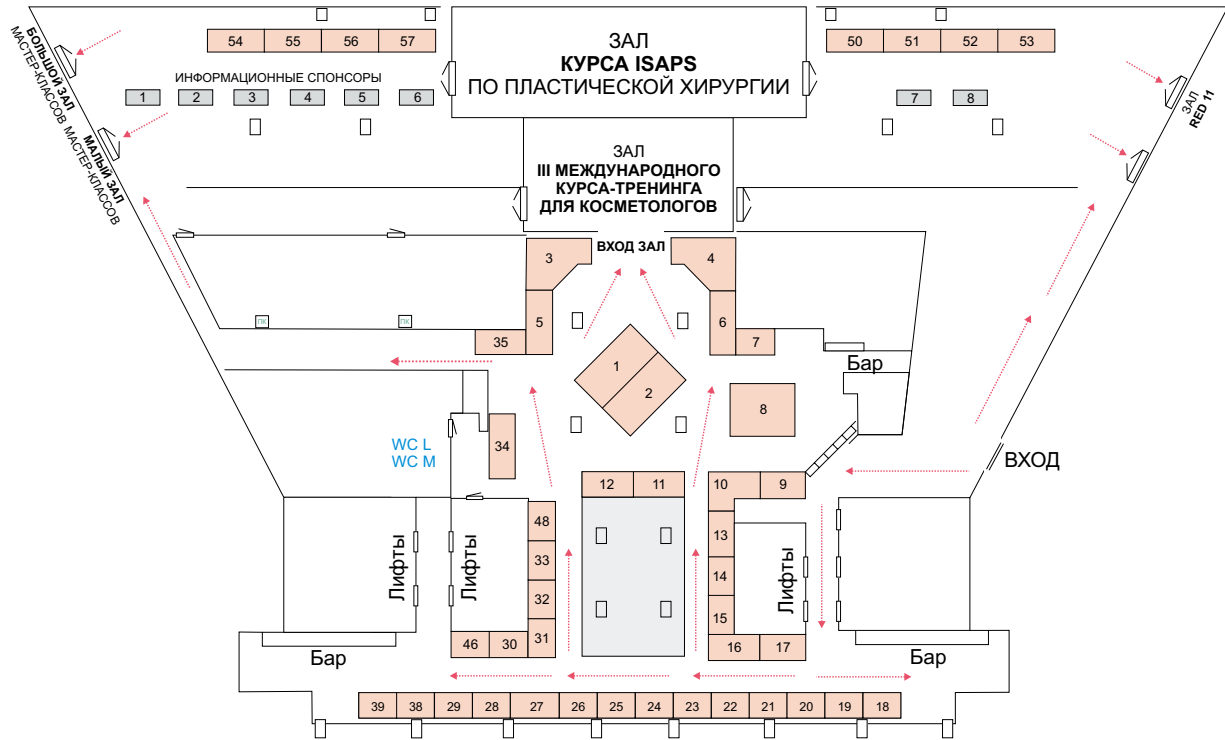 54 55 56 57
ЗАЛ
КУРСА ISAPS
ПО ПЛАСТИЧЕСКОЙ ХИРУРГИИ
50 51 52 53
БОЛЬШОЙ ЗАЛ
МАСТЕР-КЛАССОВ
ИНФОРМАЦИОННЫЕ СПОНСОРЫ
1 2 3 4 5 6
7 8
ЗАЛ
RED 11
МАЛЫЙ ЗАЛ
МАСТЕР-КЛАССОВ
ЗАЛ
III МЕЖДУНАРОДНОГО
КУРСА-ТРЕНИНГА
ДЛЯ КОСМЕТОЛОГОВ
ВХОД ЗАЛ
3
4
5
6
ПК
ПК
35
7
1
2
Бар
8
34
WC L
WC M
ВХОД
12 11
10 9
48
33
32
31
13
14
15
Лифты
Лифты
Лифты
46 30
16 17
Бар
Бар
39 38 29 28 27 26 25 24 23 22 21 20 19 18